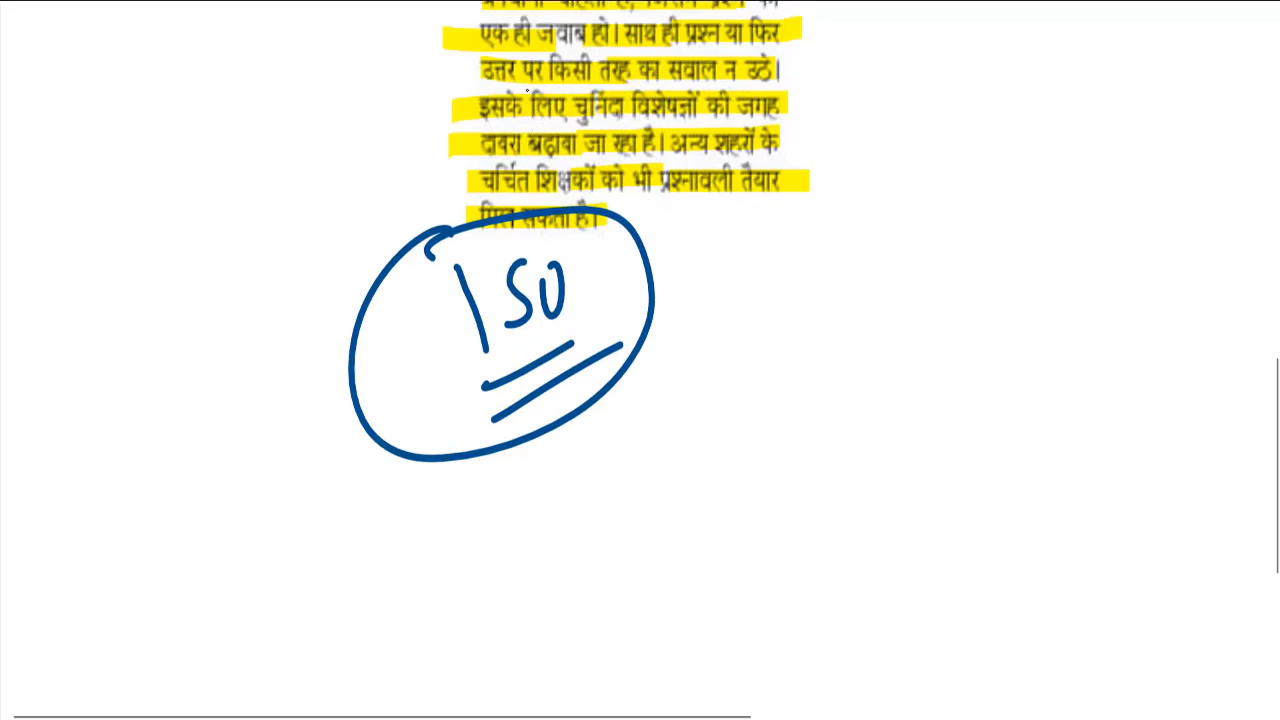 एक ही जवाब हो। साथ ही प्रश्न या फिर
उत्तर पर किसी तरह का सवाल न उठे।
इसके लिए चुनिंदा विशेषज्ञों की जगह
दायरा बढ़ाया जा रहा है। अन्य शहरों के
चर्चित शिक्षकों को भी प्रश्नावली तैयार
मिल सकता है।
150